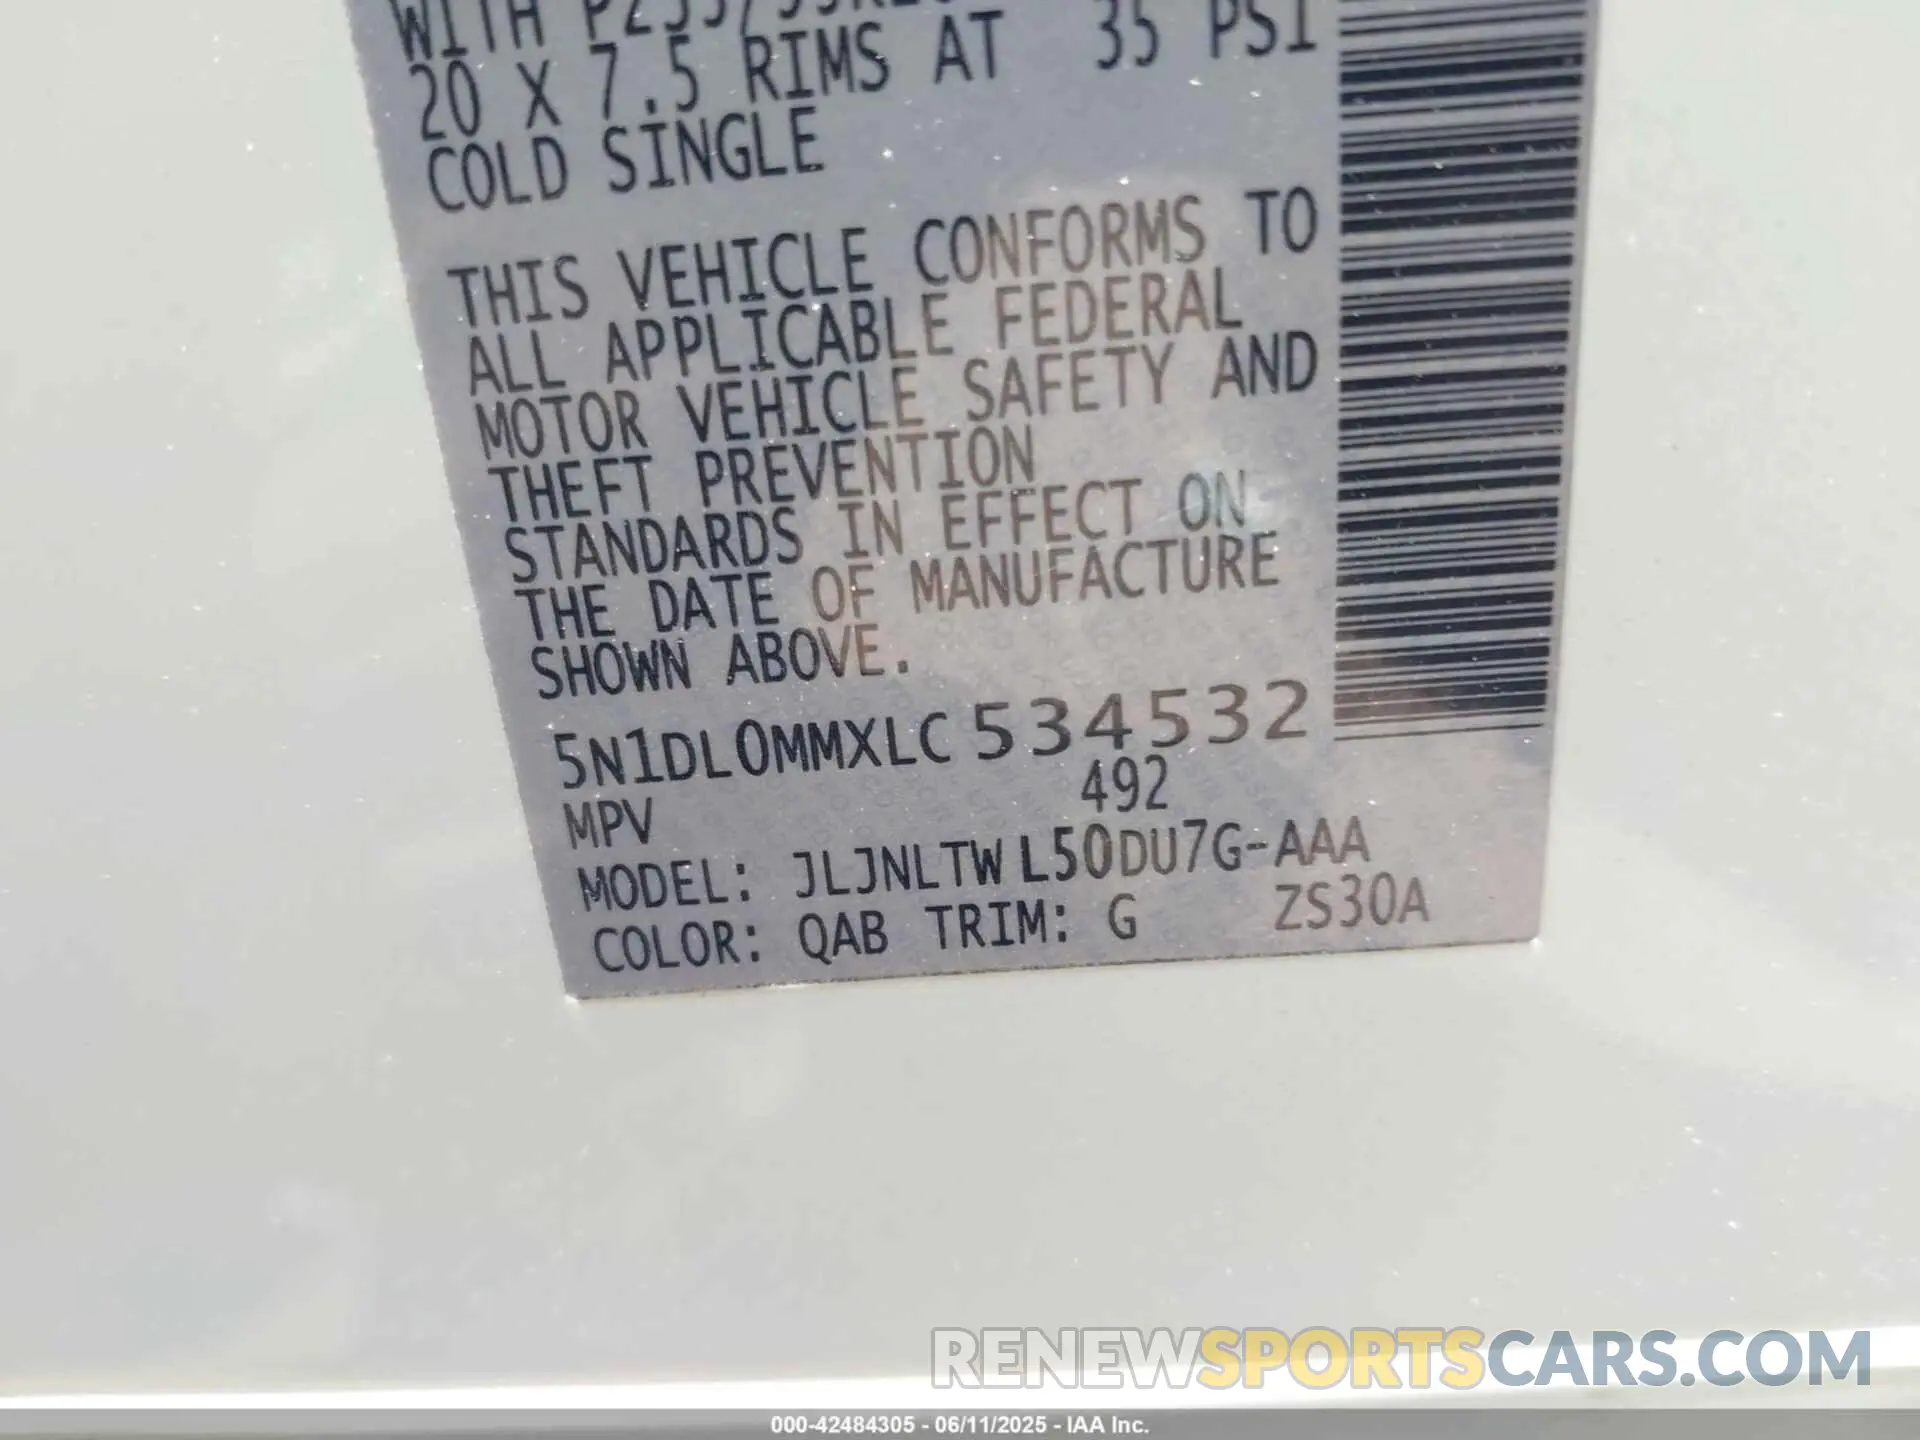 WITH
20 X 7.5 RIMS AT 35 PSI
COLD SINGLE
THIS VEHICLE CONFORMS TO
ALL APPLICABLE FEDERAL
MOTOR VEHICLE SAFETY AND
THEFT PREVENTION
STANDARDS IN EFFECT ON
THE DATE OF MANUFACTURE
SHOWN ABOVE.
5N1DL0MMXLC534532
MPV 492
MODEL: JLJNLTWL50DU7G-AAA
COLOR: QAB TRIM: G ZS30A
RENEWSPORTSCARS.COM
000-42484305 - 06/11/2025 - IAA Inc.